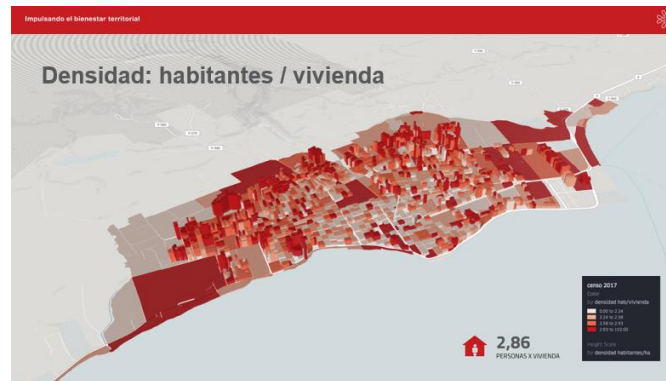 Impulsando el bienestar territorial
Densidad: habitantes / vivienda
censo 2017
Color
by densidad hab/vivienda
Height Scale
by densidad habitantes/ha
2,86
PERSONAS X VIVIENDA